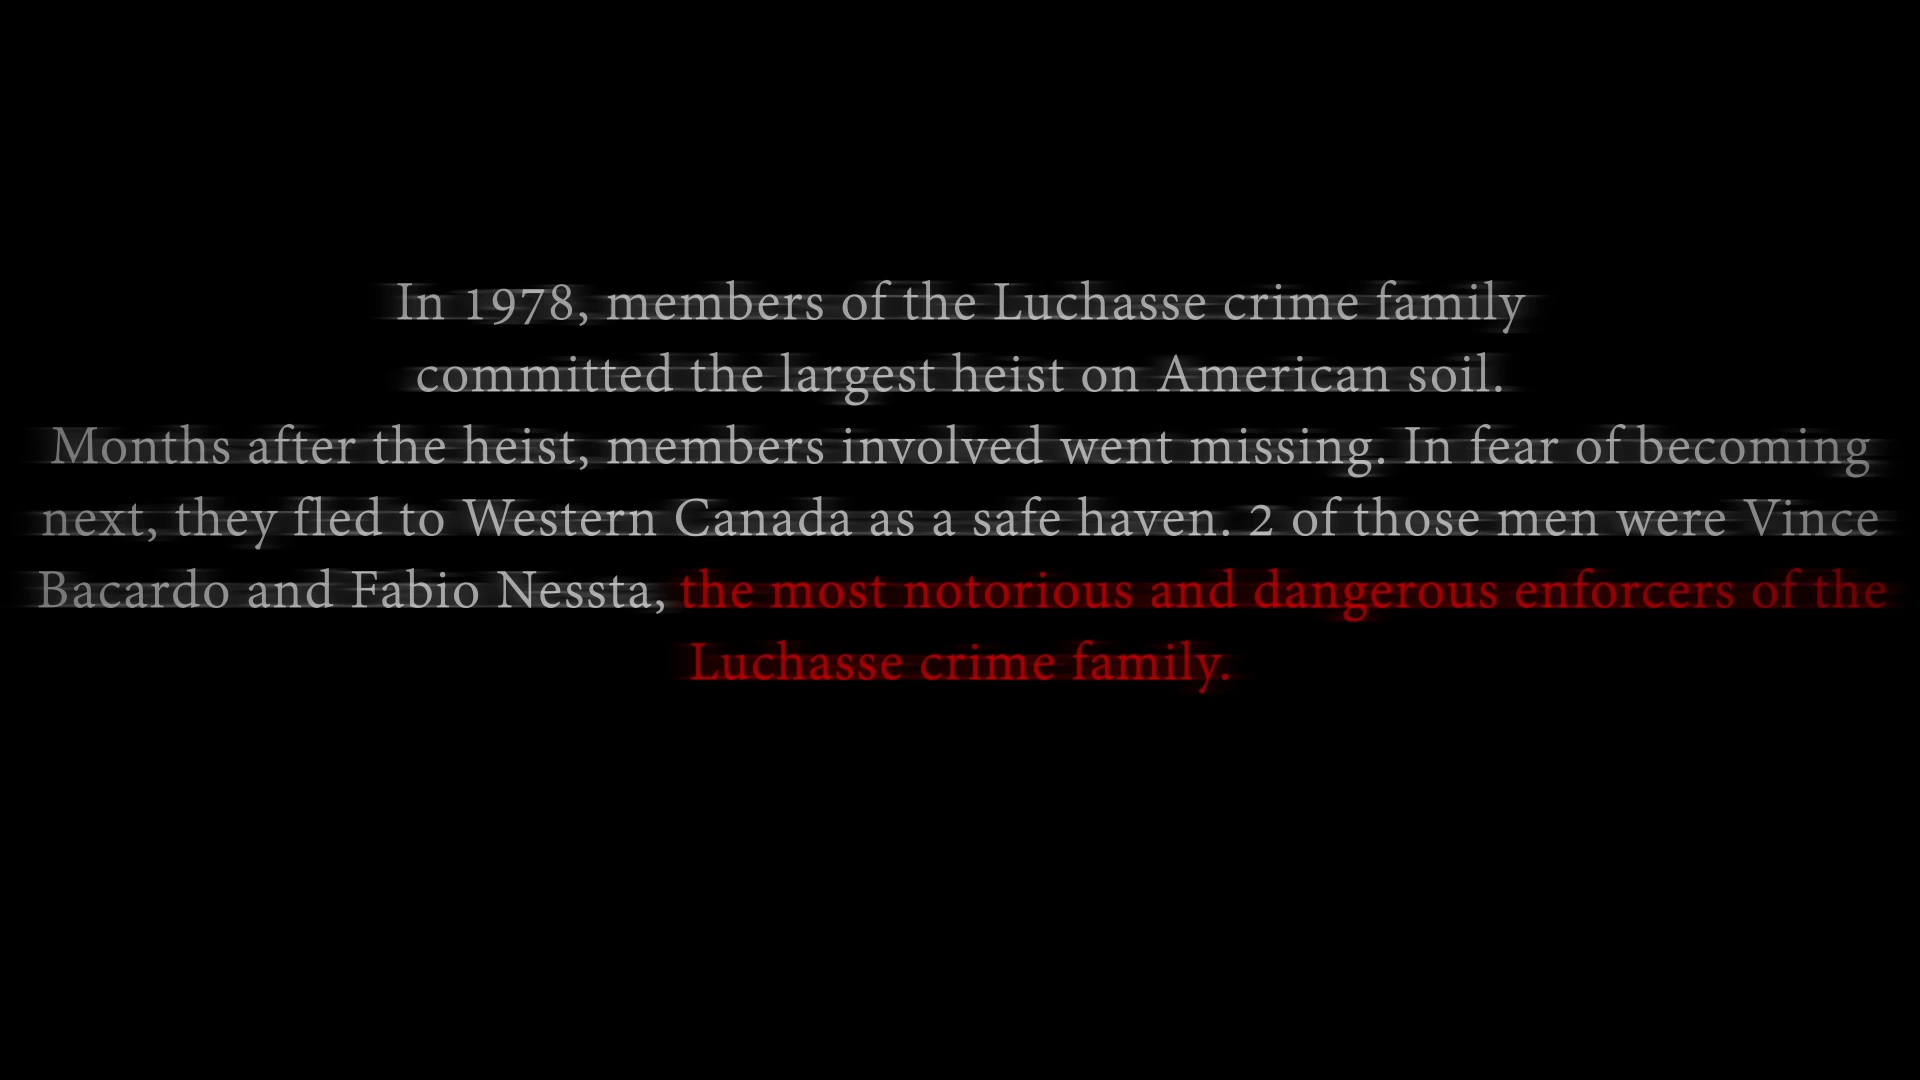 In 1978, members of the Luchasse crime family
committed the largest heist on American soil.
Months after the heist, members involved went missing. In fear of becoming
next, they fled to Western Canada as a safe haven. 2 of those men were Vince
Bacardo and Fabio Nessta, the most notorious and dangerous enforcers of the
Luchasse crime family.